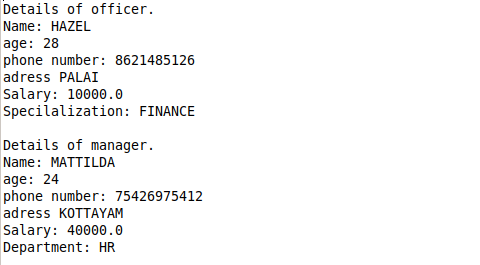 Details of officer.
Name: HAZEL
age: 28
phone number: 8621485126
adress PALAI
Salary: 10000.0
Specilalization: FINANCE

Details of manager.
Name: MATTILDA
age: 24
phone number: 75426975412
adress KOTTAYAM
Salary: 40000.0
Department: HR